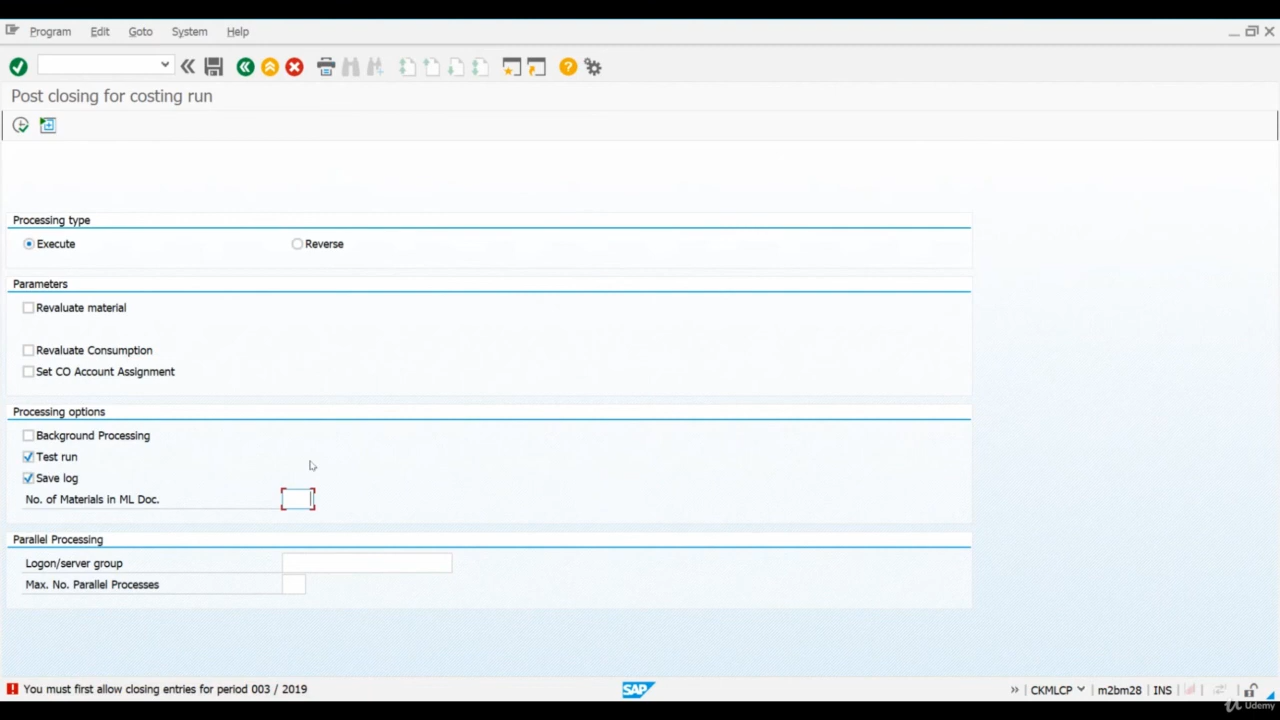 Program Edit Goto System Help
Post closing for costing run
Processing type
Execute Reverse
Parameters
Revaluate material
Revaluate Consumption
Set CO Account Assignment
Processing options
Background Processing
Test run
Save log
No. of Materials in ML Doc.
Parallel Processing
Logon/server group
Max. No. Parallel Processes
You must first allow closing entries for period 003 / 2019 SAP CKMLCP m2bm28 INS
Udemy